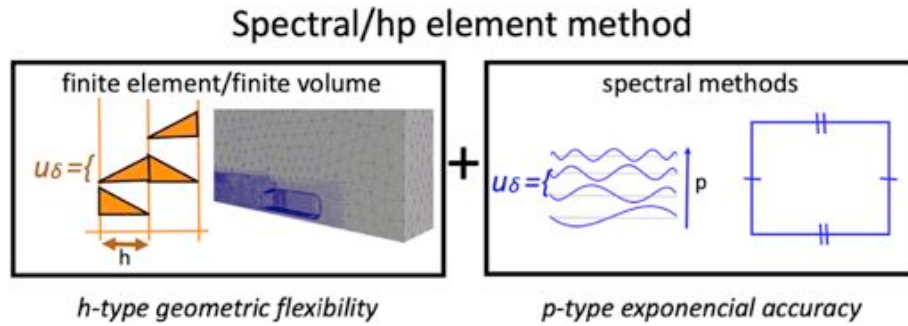 Spectral/hp element method
finite element/finite volume
uδ={
h
+
spectral methods
uδ={
p
h-type geometric flexibility
p-type exponencial accuracy